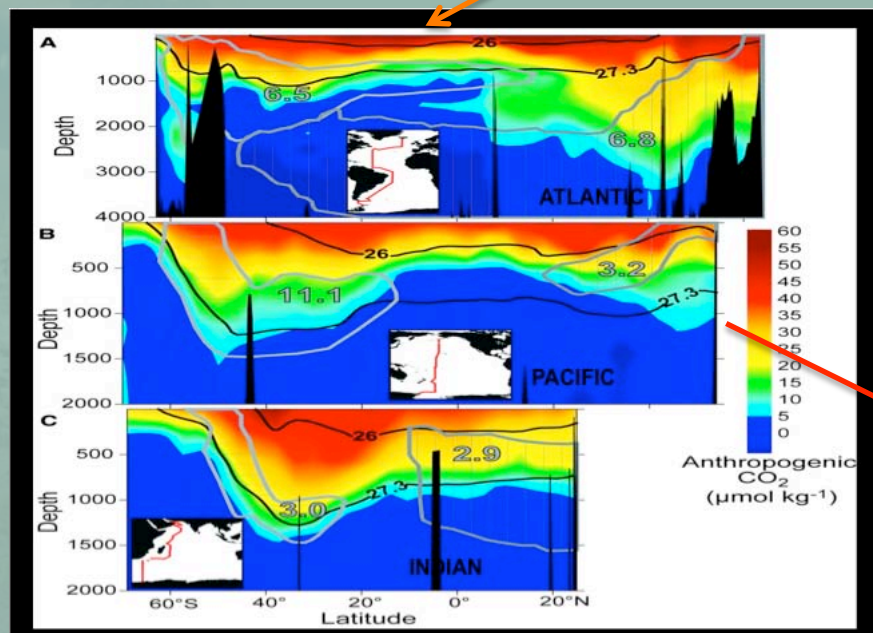 A
Depth
1000
2000
3000
4000
26
27.3
6.5
6.8
ATLANTIC
B
Depth
500
1000
1500
2000
26
27.3
11.1
3.2
PACIFIC
C
Depth
500
1000
1500
2000
26
27.3
3.0
2.9
INDIAN
60°S
40°
20°
0°
20°N
Latitude
60
55
50
45
40
35
30
25
20
15
10
5
0
Anthropogenic
CO₂
(μmol kg⁻¹)